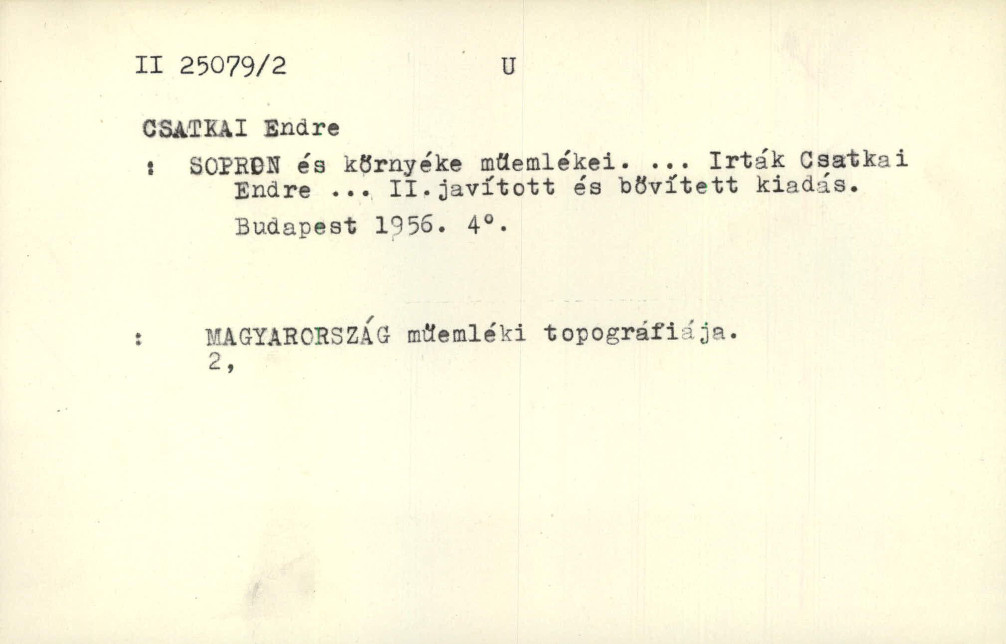 II 25079/2 U
CSATKAI Endre
: SOPRON és környéke műemlékei. ... Irták Csatkai
Endre ... II.javított és bővített kiadás.
Budapest 1956. 4°.
: MAGYARORSZÁG műemléki topográfiája.
2,